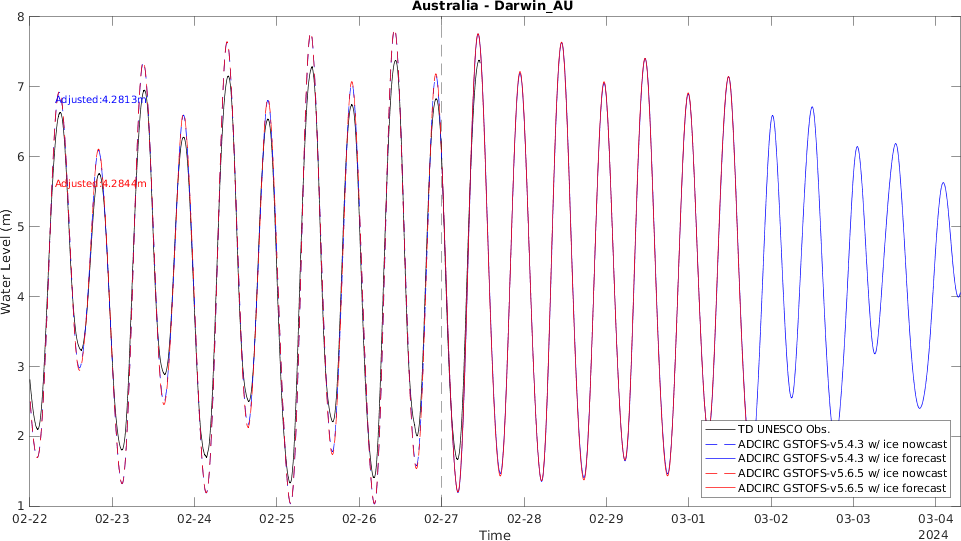 Australia - Darwin_AU
Water Level (m)
8
7
6
5
4
3
2
1
Adjusted:4.2813m
Adjusted:4.2844m
TD UNESCO Obs.
ADCIRC GSTOFS-v5.4.3 w/ ice nowcast
ADCIRC GSTOFS-v5.4.3 w/ ice forecast
ADCIRC GSTOFS-v5.6.5 w/ ice nowcast
ADCIRC GSTOFS-v5.6.5 w/ ice forecast
02-22 02-23 02-24 02-25 02-26 02-27 02-28 02-29 03-01 03-02 03-03 03-04
2024
Time